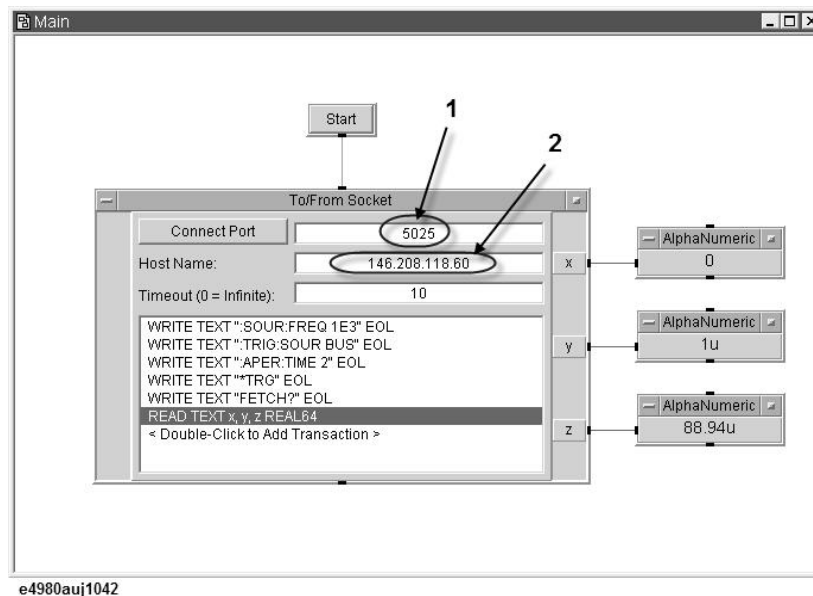 Main
1
Start
2
To/From Socket
Connect Port
5025
Host Name:
146.208.118.60
x
AlphaNumeric
0
Timeout (0 = Infinite):
10
WRITE TEXT ":SOUR:FREQ 1E3" EOL
WRITE TEXT ":TRIG:SOUR BUS" EOL
WRITE TEXT ":APER:TIME 2" EOL
WRITE TEXT "*TRG" EOL
WRITE TEXT "FETCH?" EOL
READ TEXT x, y, z REAL64
< Double-Click to Add Transaction >
y
AlphaNumeric
1u
z
AlphaNumeric
88.94u
e4980auj1042